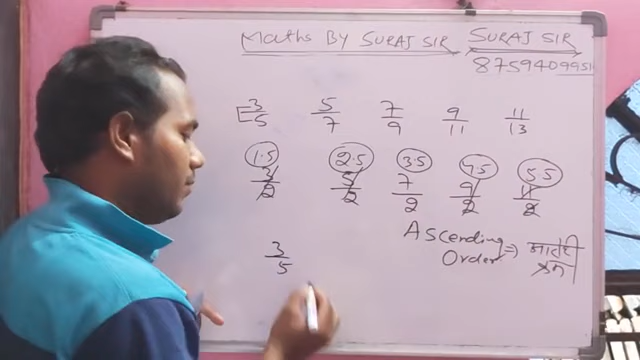 Maths By SURAJ SIR SURAJ SIR
8759409951
3/5 5/7 7/9 9/11 11/13
1.5 2.5 3.5 4.5 5.5
3/2 5/2 7/2 9/2 11/2
Ascending ⇒
Order
3/5